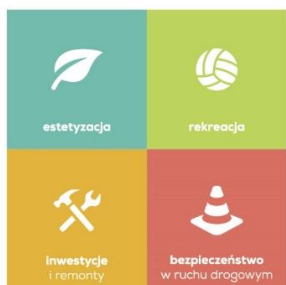 estetyzacja
rekreacja
inwestycje
i remonty
bezpieczeństwo
w ruchu drogowym